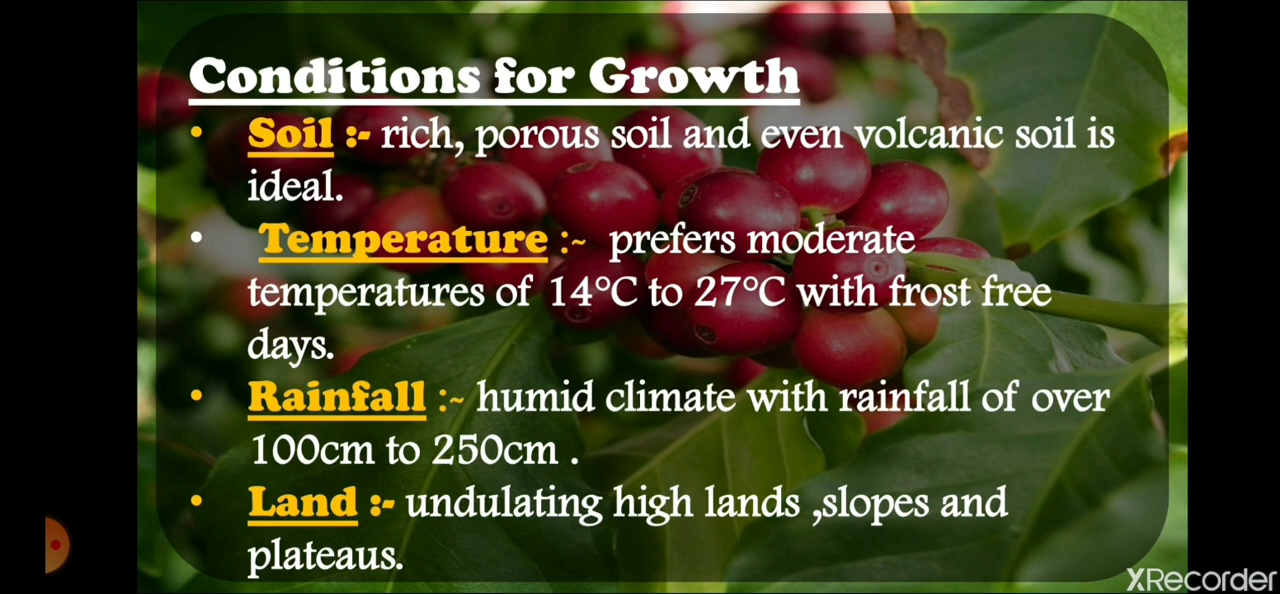 Conditions for Growth
• Soil :- rich, porous soil and even volcanic soil is
ideal.
• Temperature :~ prefers moderate
temperatures of 14°C to 27°C with frost free
days.
• Rainfall :~ humid climate with rainfall of over
100cm to 250cm .
• Land :- undulating high lands ,slopes and
plateaus.
XRecorder